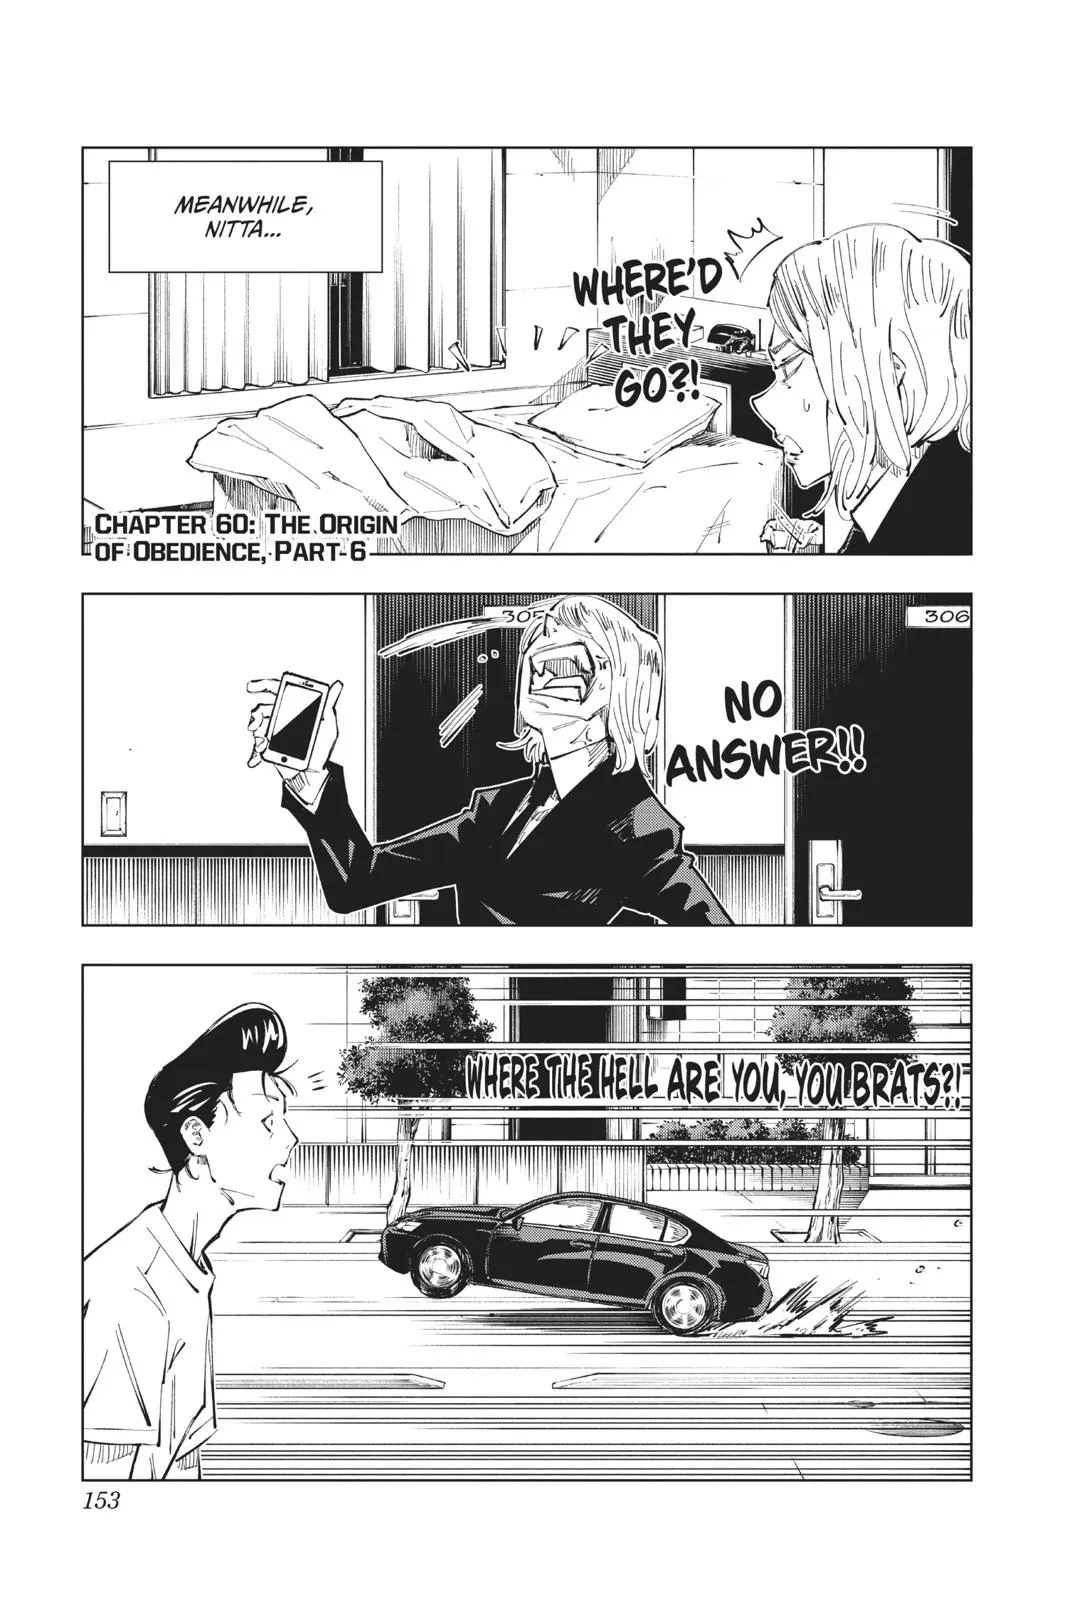 MEANWHILE,
NITTA...
WHERE'D
THEY
GO?!
CHAPTER 60: THE ORIGIN
OF OBEDIENCE, PART 6
305
306
NO
ANSWER!!
WHERE THE HELL ARE YOU, YOU BRATS?!
153